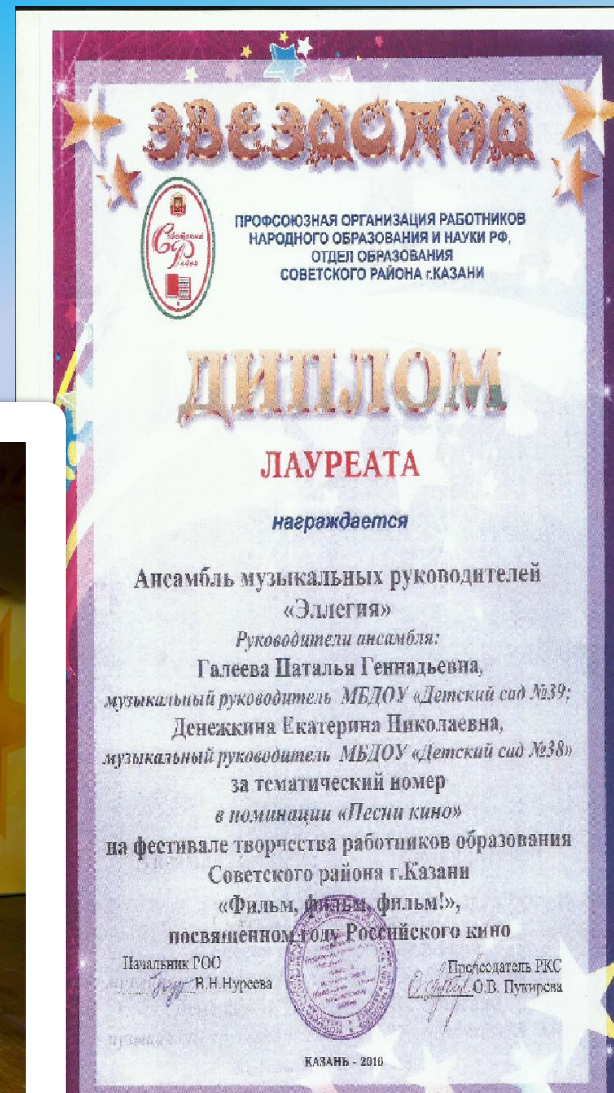 ЗВЕЗДОПАД
Советский
Район
ПРОФСОЮЗНАЯ ОРГАНИЗАЦИЯ РАБОТНИКОВ
НАРОДНОГО ОБРАЗОВАНИЯ И НАУКИ РФ,
ОТДЕЛ ОБРАЗОВАНИЯ
СОВЕТСКОГО РАЙОНА г.КАЗАНИ
ДИПЛОМ
ЛАУРЕАТА
награждается
Ансамбль музыкальных руководителей
«Эллегия»
Руководители ансамбля:
Галеева Наталья Геннадьевна,
музыкальный руководитель МБДОУ «Детский сад №39;
Денежкина Екатерина Николаевна,
музыкальный руководитель МБДОУ «Детский сад №38»
за тематический номер
в номинации «Песни кино»
на фестивале творчества работников образования
Советского района г.Казани
«Фильм, фильм, фильм!»,
посвященном году Российского кино
Начальник РОО
В.Н.Нуреева
Председатель РКС
О.В. Пукирева
КАЗАНЬ - 2016